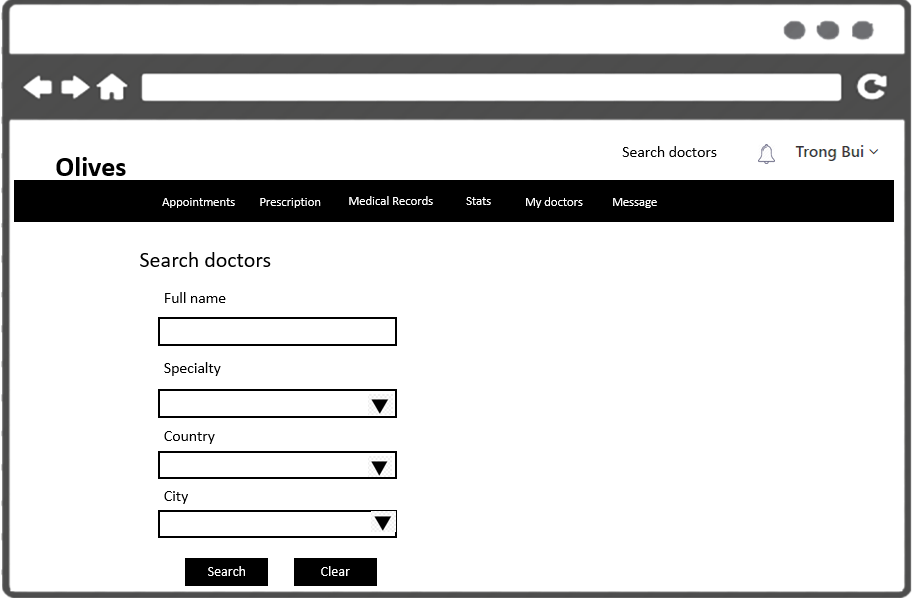 Search doctors
Trong Bui
Olives
Appointments Prescription Medical Records Stats My doctors Message
Search doctors
Full name
Specialty
Country
City
Search Clear